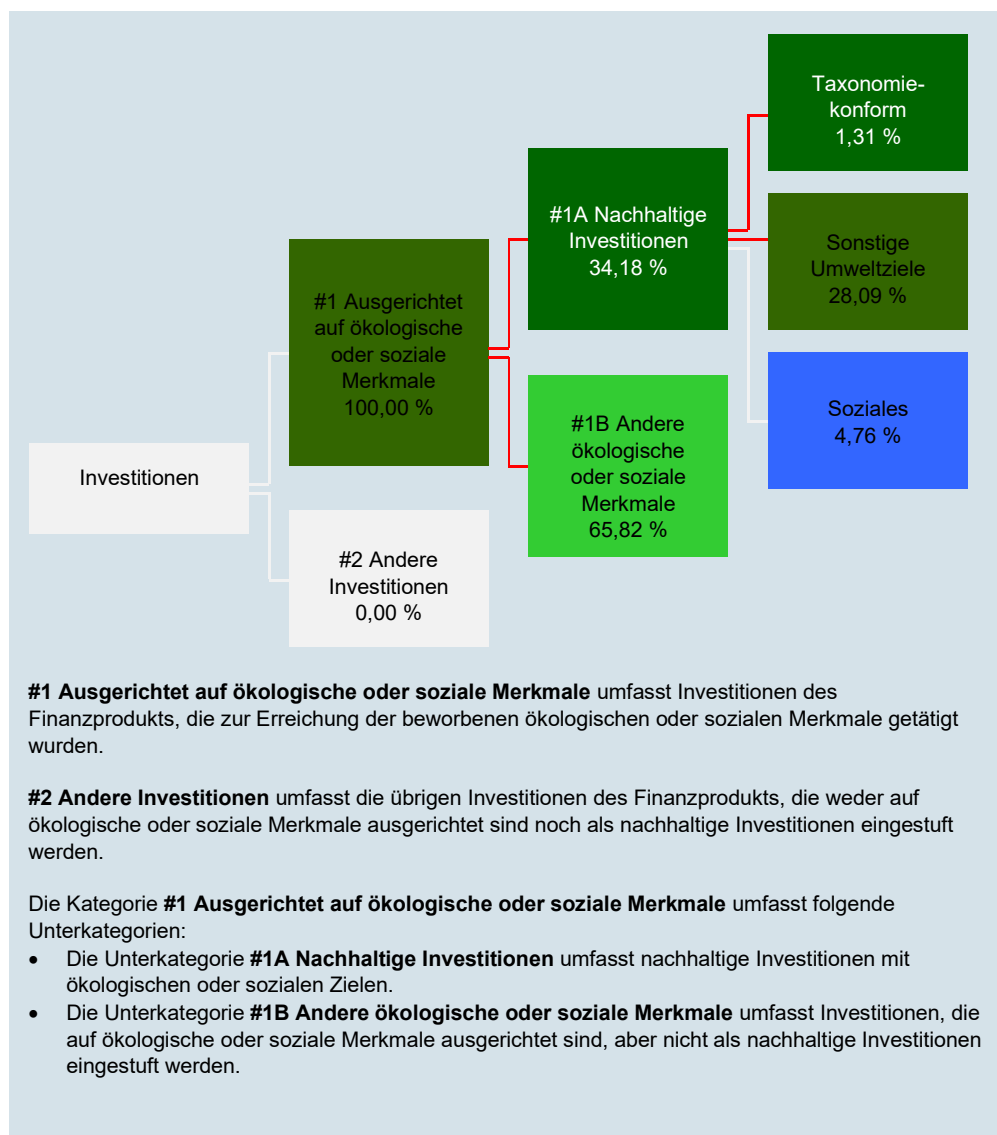 Taxonomie-
konform
1,31 %
#1A Nachhaltige
Investitionen
34,18 %
Sonstige
Umweltziele
28,09 %
#1 Ausgerichtet
auf ökologische
oder soziale
Merkmale
100,00 %
Soziales
4,76 %
#1B Andere
ökologische
oder soziale
Merkmale
65,82 %
Investitionen
#2 Andere
Investitionen
0,00 %
#1 Ausgerichtet auf ökologische oder soziale Merkmale umfasst Investitionen des
Finanzprodukts, die zur Erreichung der beworbenen ökologischen oder sozialen Merkmale getätigt
wurden.
#2 Andere Investitionen umfasst die übrigen Investitionen des Finanzprodukts, die weder auf
ökologische oder soziale Merkmale ausgerichtet sind noch als nachhaltige Investitionen eingestuft
werden.
Die Kategorie #1 Ausgerichtet auf ökologische oder soziale Merkmale umfasst folgende
Unterkategorien:
• Die Unterkategorie #1A Nachhaltige Investitionen umfasst nachhaltige Investitionen mit
ökologischen oder sozialen Zielen.
• Die Unterkategorie #1B Andere ökologische oder soziale Merkmale umfasst Investitionen, die
auf ökologische oder soziale Merkmale ausgerichtet sind, aber nicht als nachhaltige Investitionen
eingestuft werden.